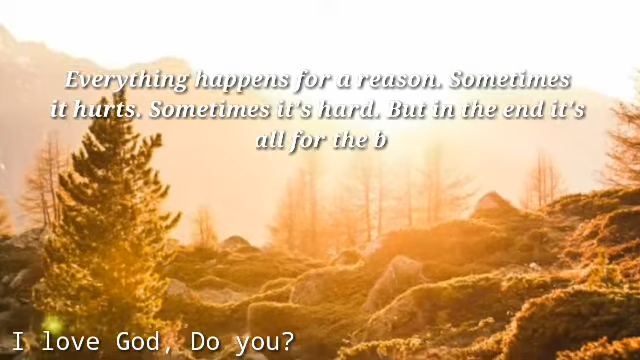 Everything happens for a reason. Sometimes
it hurts. Sometimes it's hard. But in the end it's
all for the b
I love God, Do you?